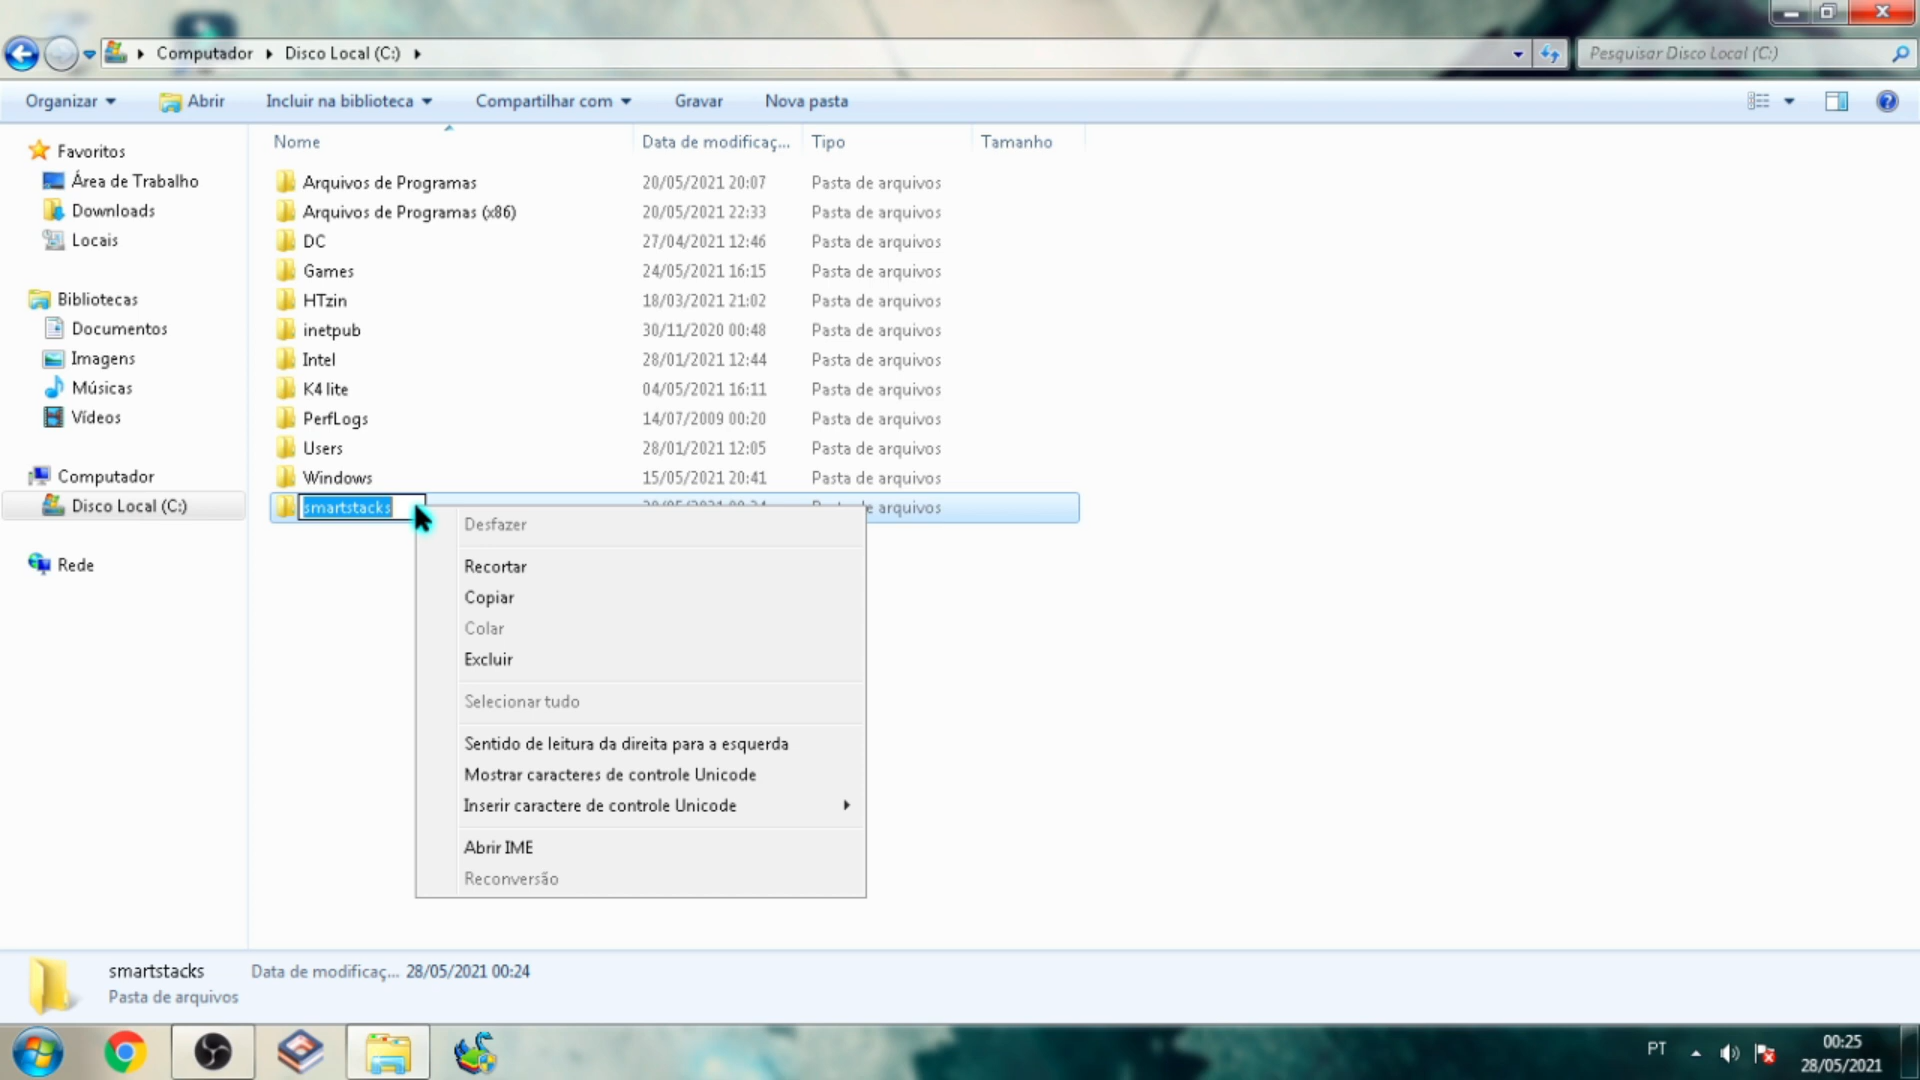 Computador Disco Local (C:)
Pesquisar Disco Local (C:)
Organizar Abrir Incluir na biblioteca Compartilhar com Gravar Nova pasta
Favoritos
Área de Trabalho
Downloads
Locais
Bibliotecas
Documentos
Imagens
Músicas
Vídeos
Computador
Disco Local (C:)
Rede
Nome Data de modificaç... Tipo Tamanho
Arquivos de Programas 20/05/2021 20:07 Pasta de arquivos
Arquivos de Programas (x86) 20/05/2021 22:33 Pasta de arquivos
DC 27/04/2021 12:46 Pasta de arquivos
Games 24/05/2021 16:15 Pasta de arquivos
HTzin 18/03/2021 21:02 Pasta de arquivos
inetpub 30/11/2020 00:48 Pasta de arquivos
Intel 28/01/2021 12:44 Pasta de arquivos
K4 lite 04/05/2021 16:11 Pasta de arquivos
PerfLogs 14/07/2009 00:20 Pasta de arquivos
Users 28/01/2021 12:05 Pasta de arquivos
Windows 15/05/2021 20:41 Pasta de arquivos
smartstacks arquivos
Desfazer
Recortar
Copiar
Colar
Excluir
Selecionar tudo
Sentido de leitura da direita para a esquerda
Mostrar caracteres de controle Unicode
Inserir caractere de controle Unicode
Abrir IME
Reconversão
smartstacks Data de modificaç... 28/05/2021 00:24
Pasta de arquivos
PT
00:25
28/05/2021